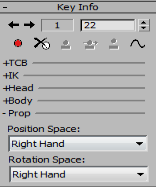 - Key Info
1 22
+TCB
+IK
+Head
+Body
- Prop
Position Space:
Right Hand
Rotation Space:
Right Hand